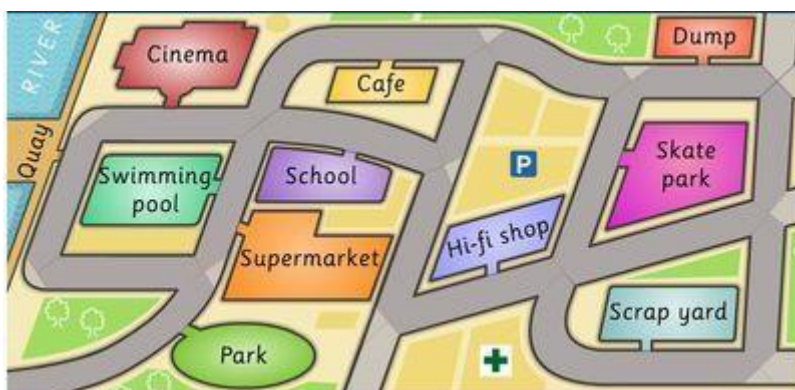 RIVER
Quay
Cinema
Cafe
Dump
Swimming
pool
School
P
Skate
park
Supermarket
Hi-fi shop
Scrap yard
Park